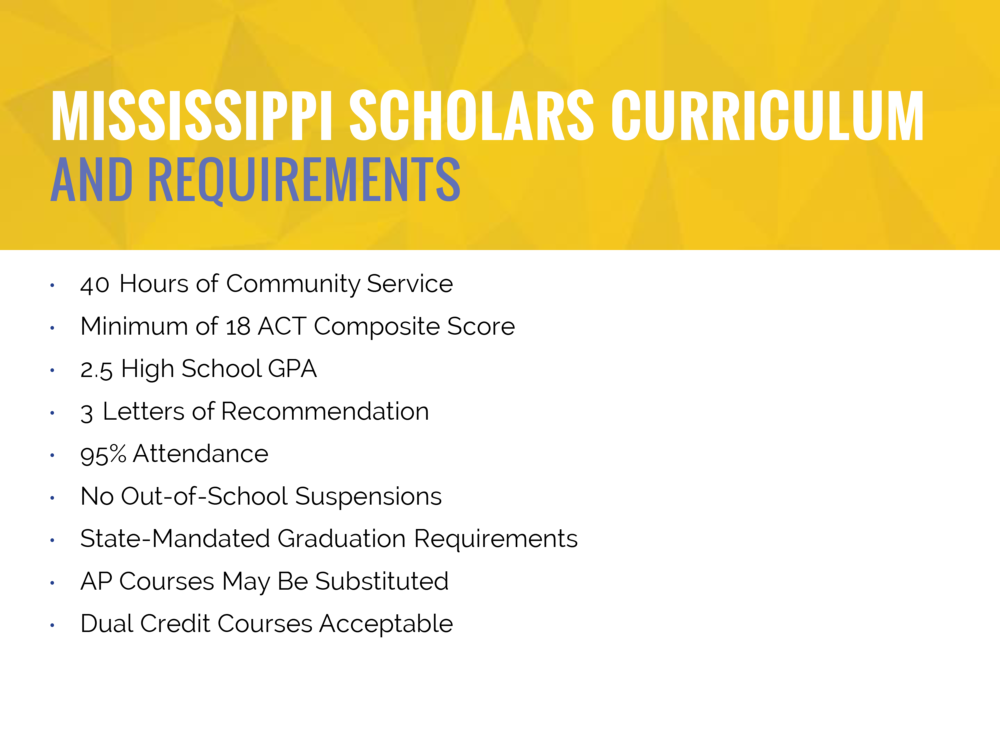 MISSISSIPPI SCHOLARS CURRICULUM
AND REQUIREMENTS
• 40 Hours of Community Service
• Minimum of 18 ACT Composite Score
• 2.5 High School GPA
• 3 Letters of Recommendation
• 95% Attendance
• No Out-of-School Suspensions
• State-Mandated Graduation Requirements
• AP Courses May Be Substituted
• Dual Credit Courses Acceptable